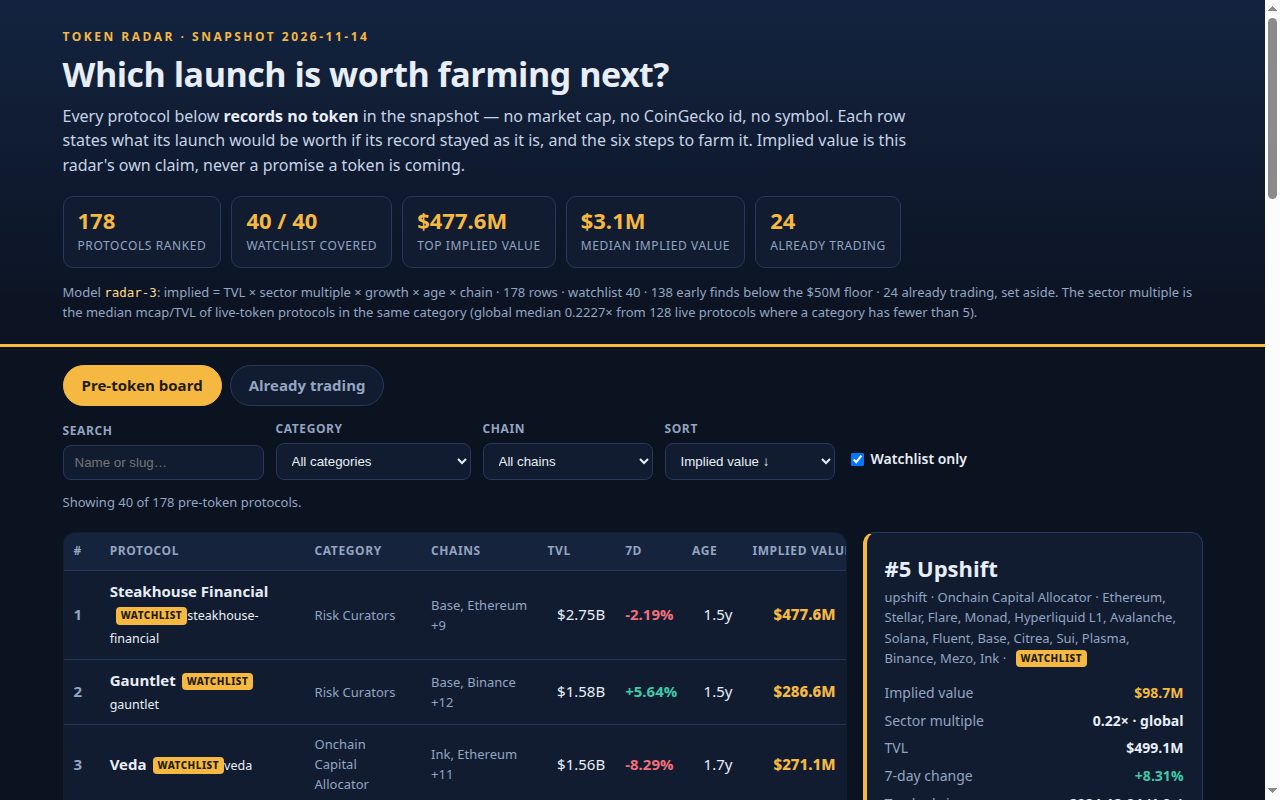 TOKEN RADAR · SNAPSHOT 2026-11-14
Which launch is worth farming next?
Every protocol below records no token in the snapshot — no market cap, no CoinGecko id, no symbol. Each row
states what its launch would be worth if its record stayed as it is, and the six steps to farm it. Implied value is this
radar's own claim, never a promise a token is coming.
178
PROTOCOLS RANKED
40 / 40
WATCHLIST COVERED
$477.6M
TOP IMPLIED VALUE
$3.1M
MEDIAN IMPLIED VALUE
24
ALREADY TRADING
Model radar-3: implied = TVL × sector multiple × growth × age × chain · 178 rows · watchlist 40 · 138 early finds below the $50M floor · 24 already trading, set aside. The sector multiple is
the median mcap/TVL of live-token protocols in the same category (global median 0.2227× from 128 live protocols where a category has fewer than 5).
Pre-token board
Already trading
SEARCH
Name or slug…
CATEGORY
All categories
CHAIN
All chains
SORT
Implied value ↓
Watchlist only
Showing 40 of 178 pre-token protocols.
# PROTOCOL CATEGORY CHAINS TVL 7D AGE IMPLIED VALU
1 Steakhouse Financial WATCHLIST steakhouse-financial Risk Curators Base, Ethereum +9 $2.75B -2.19% 1.5y $477.6M
2 Gauntlet WATCHLIST gauntlet Risk Curators Base, Binance +12 $1.58B +5.64% 1.5y $286.6M
3 Veda WATCHLIST veda Onchain Capital Allocator Ink, Ethereum +11 $1.56B -8.29% 1.7y $271.1M
#5 Upshift
upshift · Onchain Capital Allocator · Ethereum,
Stellar, Flare, Monad, Hyperliquid L1, Avalanche,
Solana, Fluent, Base, Citrea, Sui, Plasma,
Binance, Mezo, Ink · WATCHLIST
Implied value $98.7M
Sector multiple 0.22× · global
TVL $499.1M
7-day change +8.31%